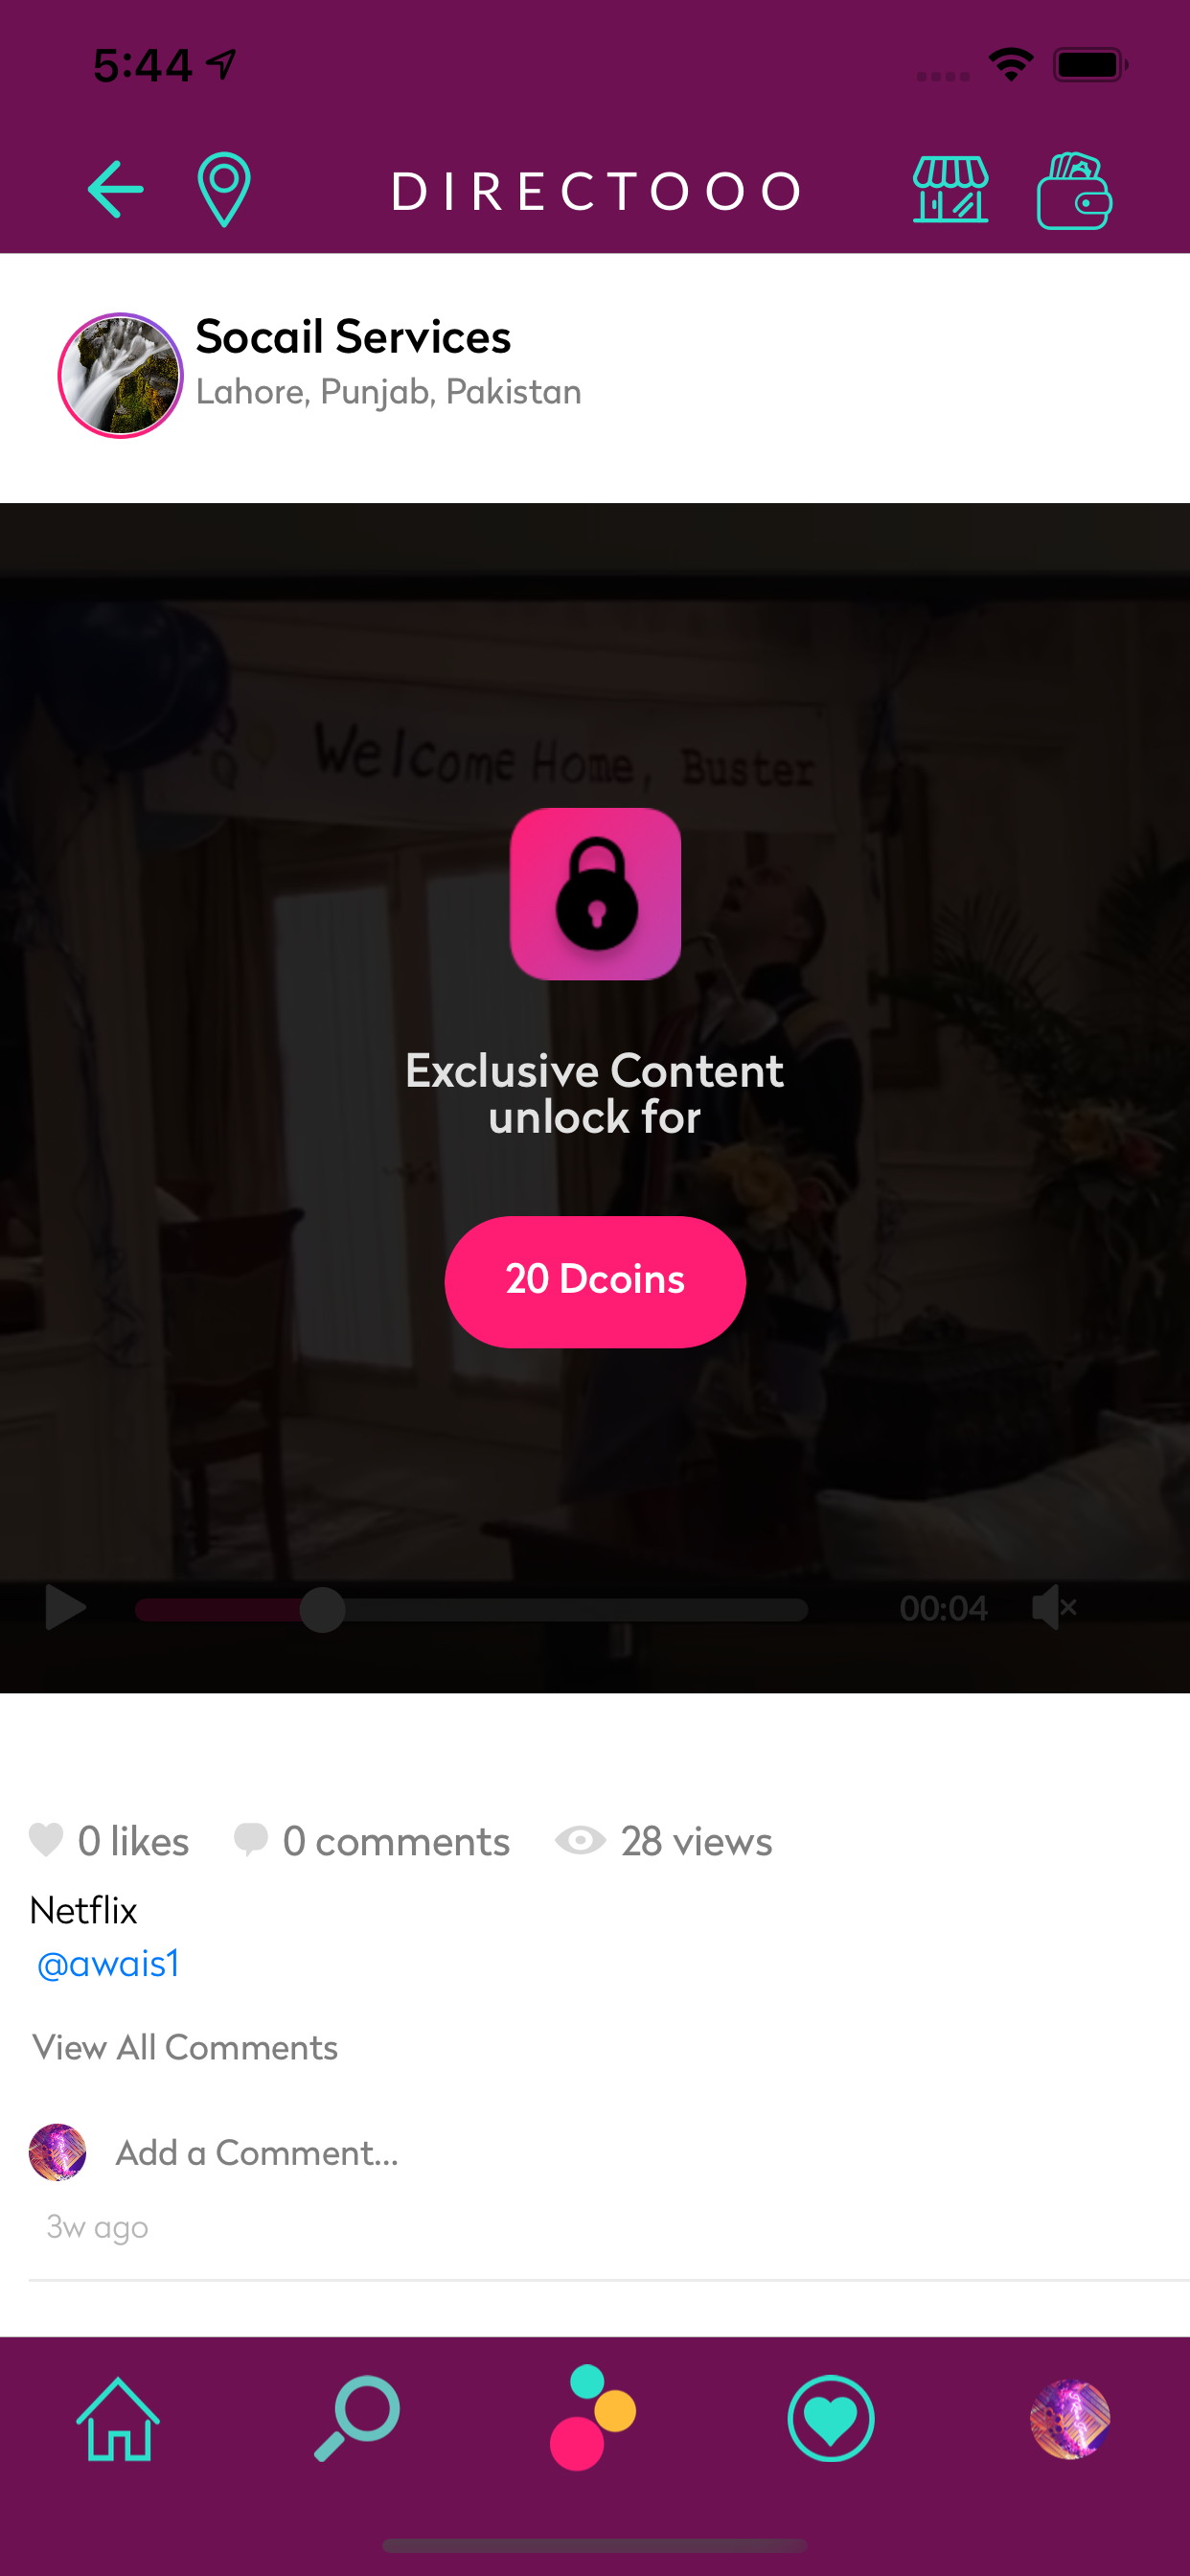 5:44
DIRECTOOO
Socail Services
Lahore, Punjab, Pakistan
Welcome Home, Buster
Exclusive Content
unlock for
20 Dcoins
00:04
0 likes 0 comments 28 views
Netflix
@awais1
View All Comments
Add a Comment...
3w ago